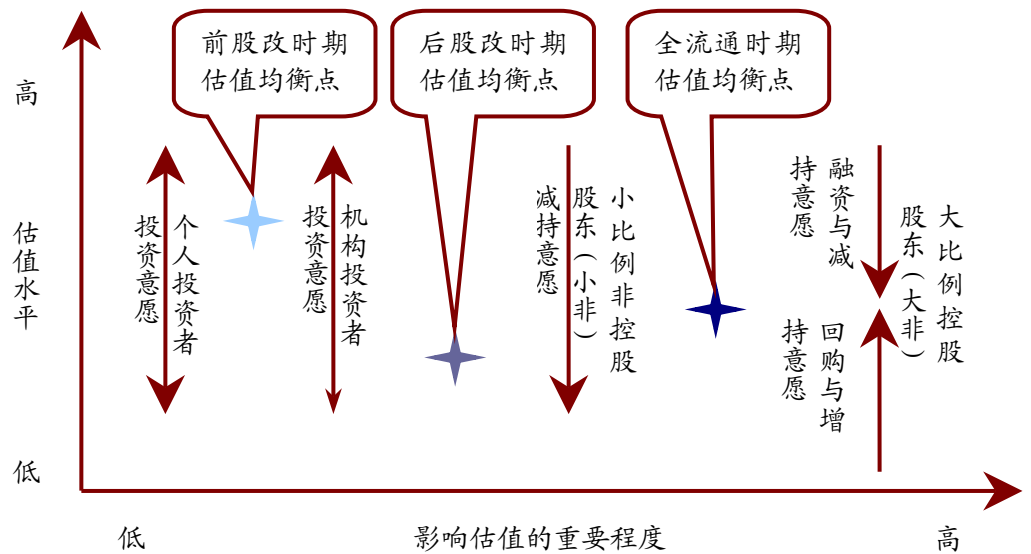 前股改时期
估值均衡点
后股改时期
估值均衡点
全流通时期
估值均衡点
高
估值水平
低
个人投资者
投资意愿
机构投资者
投资意愿
小比例非控股
股东(小非)
减持意愿
大比例控股
股东(大非)
融资与减
持意愿
回购与增
持意愿
低
影响估值的重要程度
高